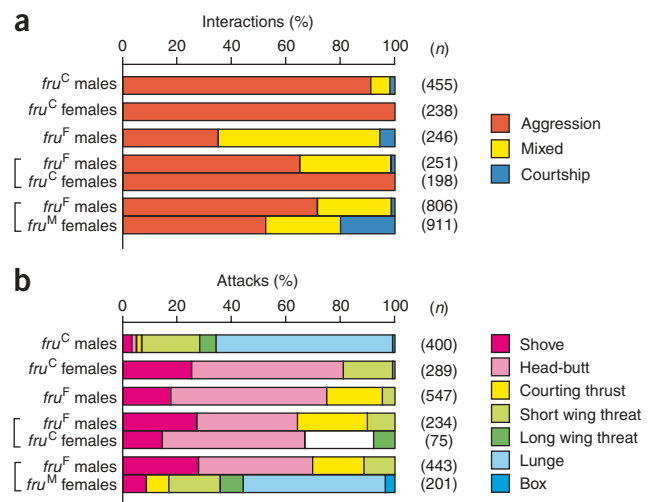 a
Interactions (%)
0 20 40 60 80 100 (n)
fruC males (455)
fruC females (238)
fruF males (246)
fruF males (251)
fruC females (198)
fruF males (806)
fruM females (911)
Aggression
Mixed
Courtship
b
Attacks (%)
0 20 40 60 80 100 (n)
fruC males (400)
fruC females (289)
fruF males (547)
fruF males (234)
fruC females (75)
fruF males (443)
fruM females (201)
Shove
Head-butt
Courting thrust
Short wing threat
Long wing threat
Lunge
Box